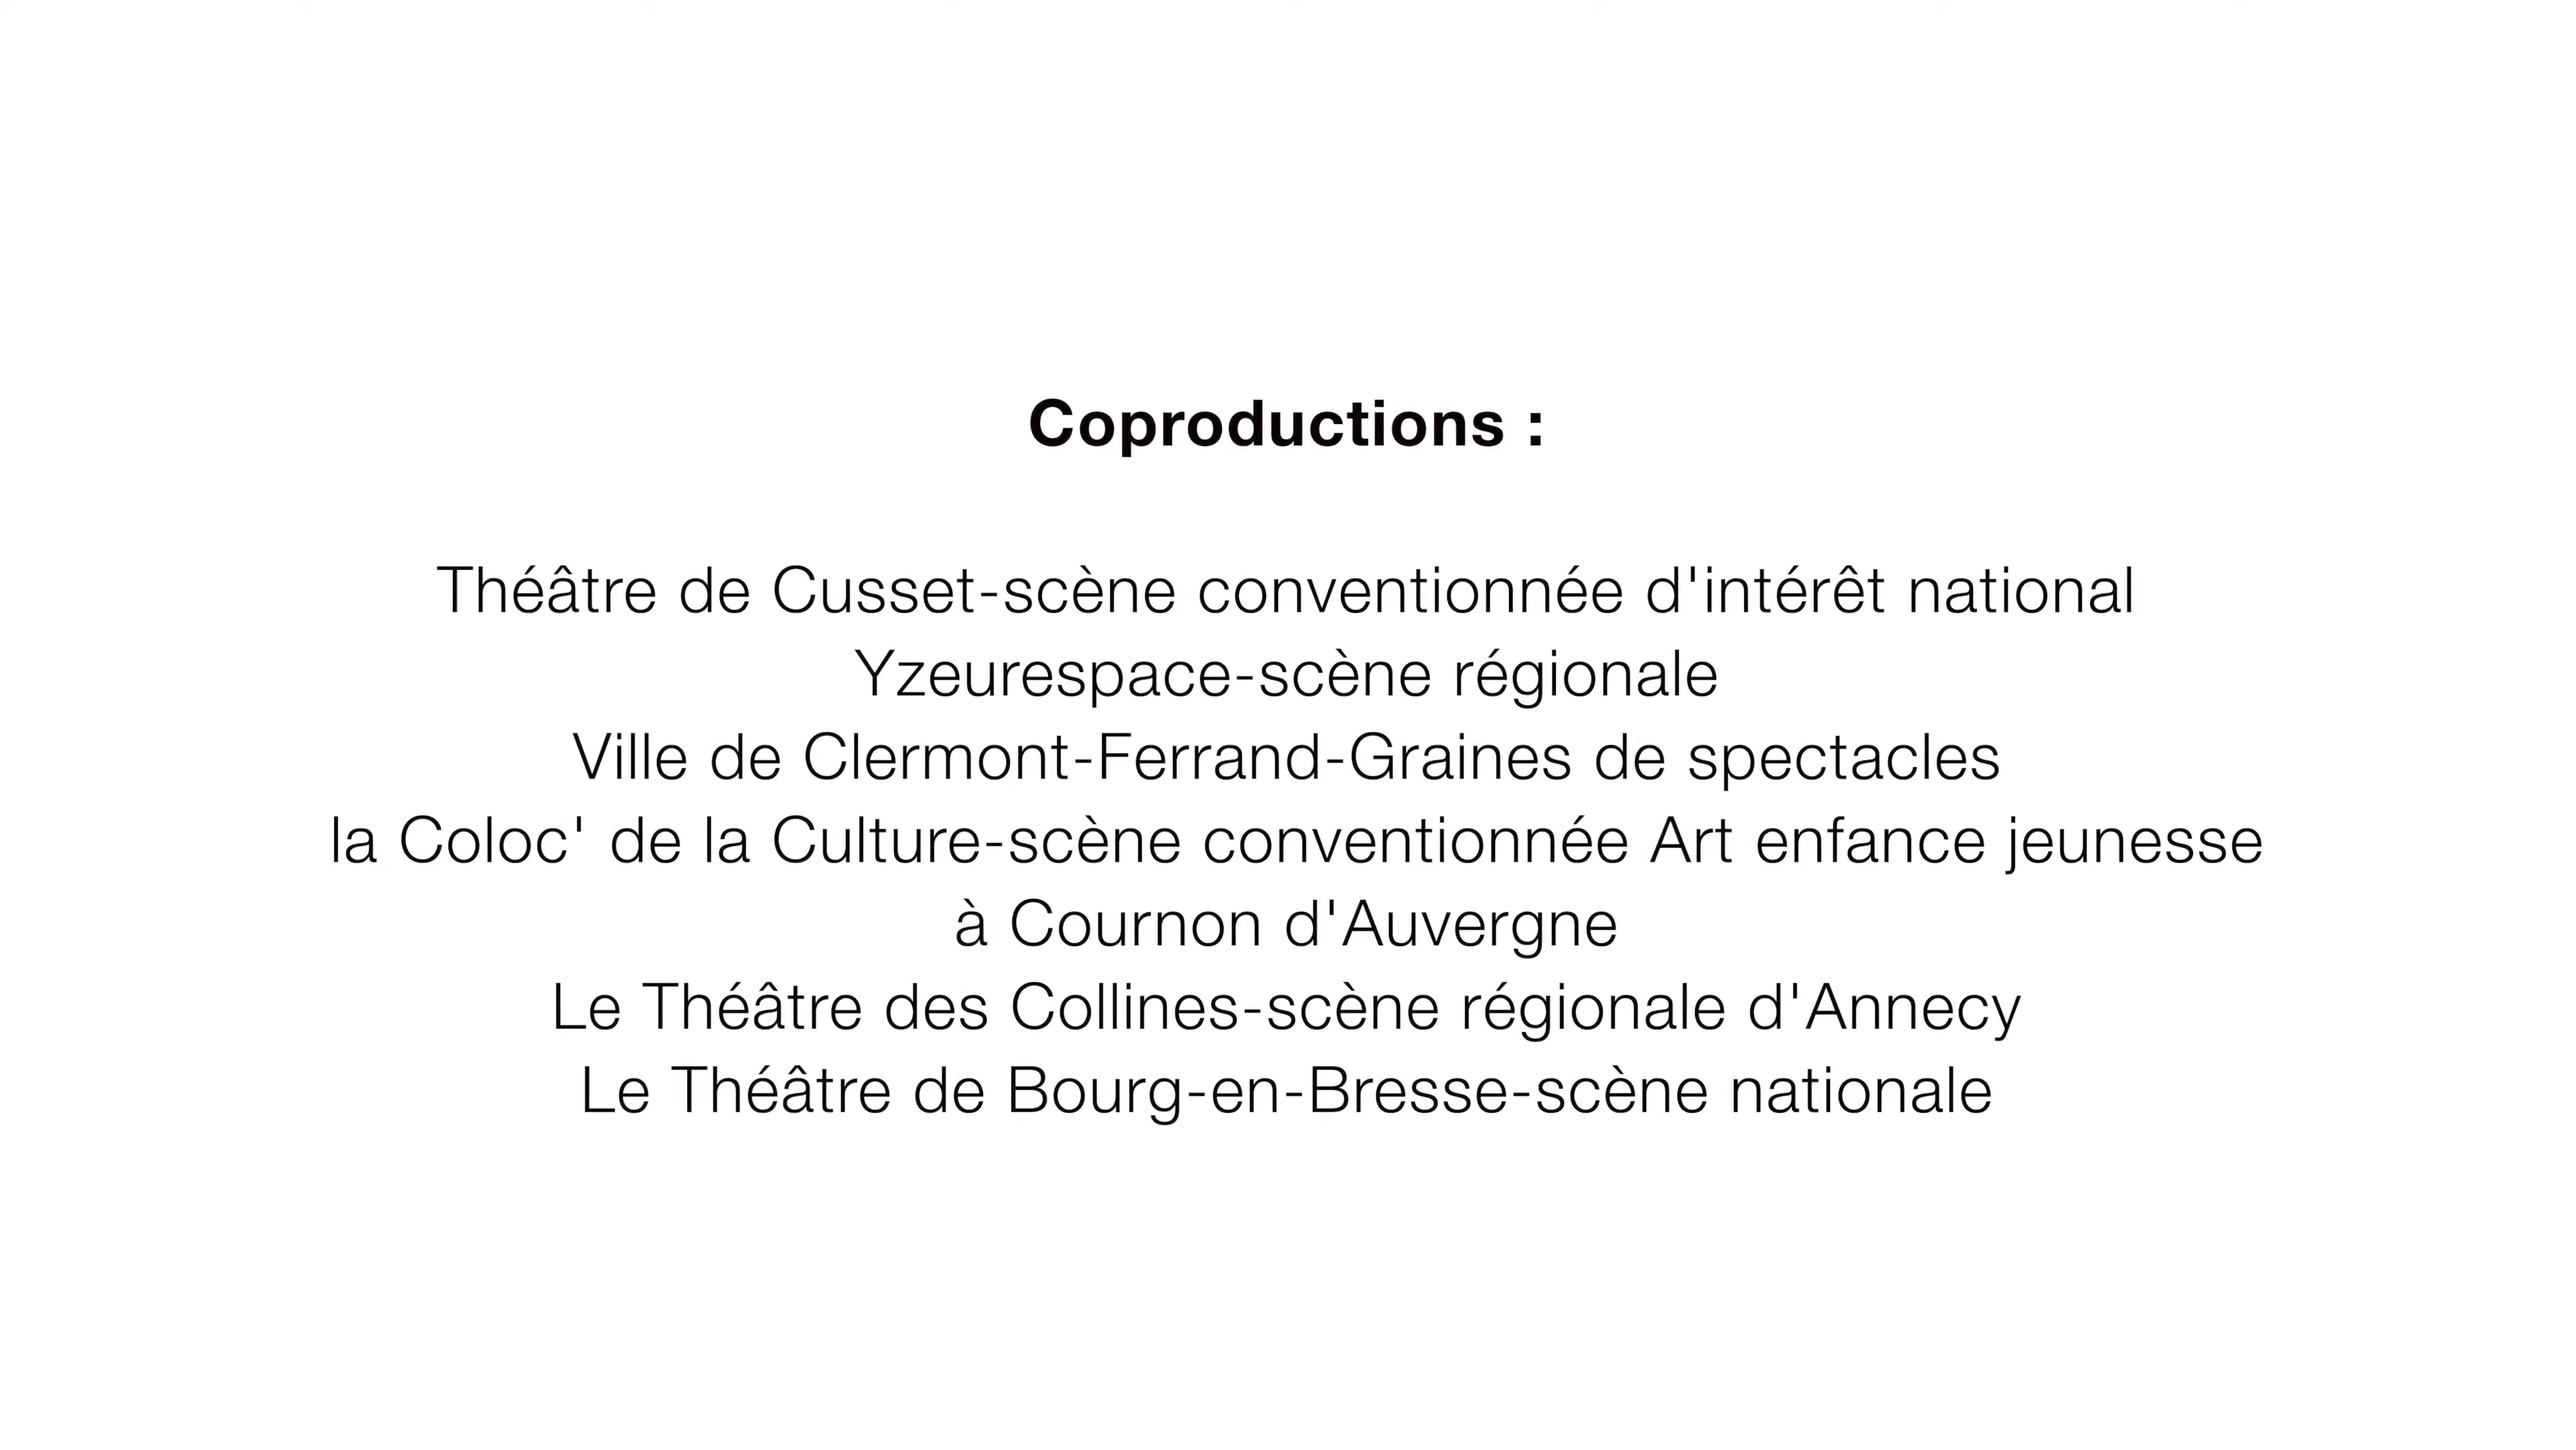 Coproductions :
Théâtre de Cusset-scène conventionnée d'intérêt national
Yzeurespace-scène régionale
Ville de Clermont-Ferrand-Graines de spectacles
la Coloc' de la Culture-scène conventionnée Art enfance jeunesse
à Cournon d'Auvergne
Le Théâtre des Collines-scène régionale d'Annecy
Le Théâtre de Bourg-en-Bresse-scène nationale